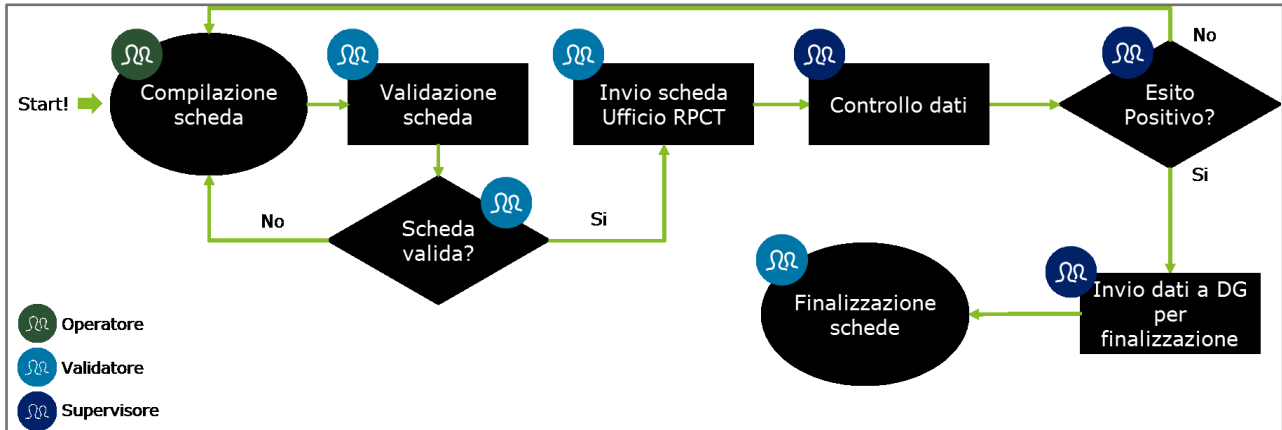 Start!
Compilazione
scheda
Validazione
scheda
Invio scheda
Ufficio RPCT
Controllo dati
Esito
Positivo?
No
Si
Scheda
valida?
No
Si
Invio dati a DG
per
finalizzazione
Finalizzazione
schede
Operatore
Validatore
Supervisore